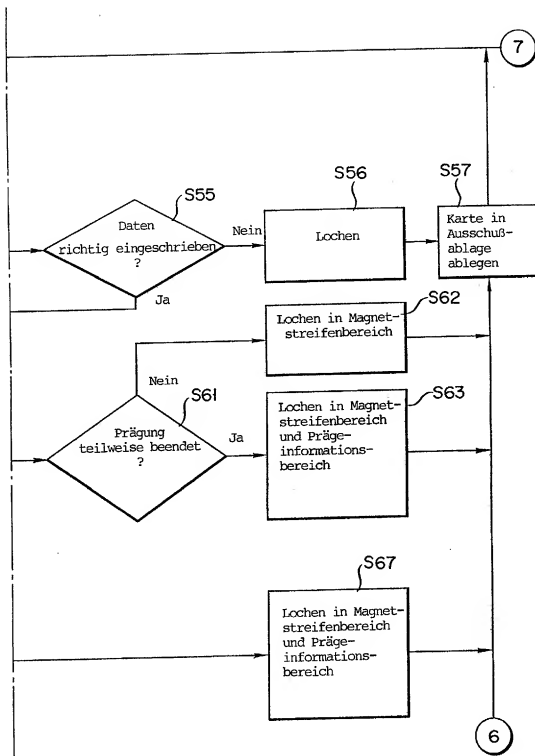 7
S55
Daten
richtig eingeschrieben
?
Nein
Ja
S56
Lochen
S57
Karte in
Ausschuß-
ablage
ablegen
S62
Lochen in Magnet-
streifenbereich
Nein
S61
Prägung
teilweise beendet
?
Ja
S63
Lochen in Magnet-
streifenbereich
und Präge-
informations-
bereich
S67
Lochen in Magnet-
streifenbereich
und Präge-
informations-
bereich
6